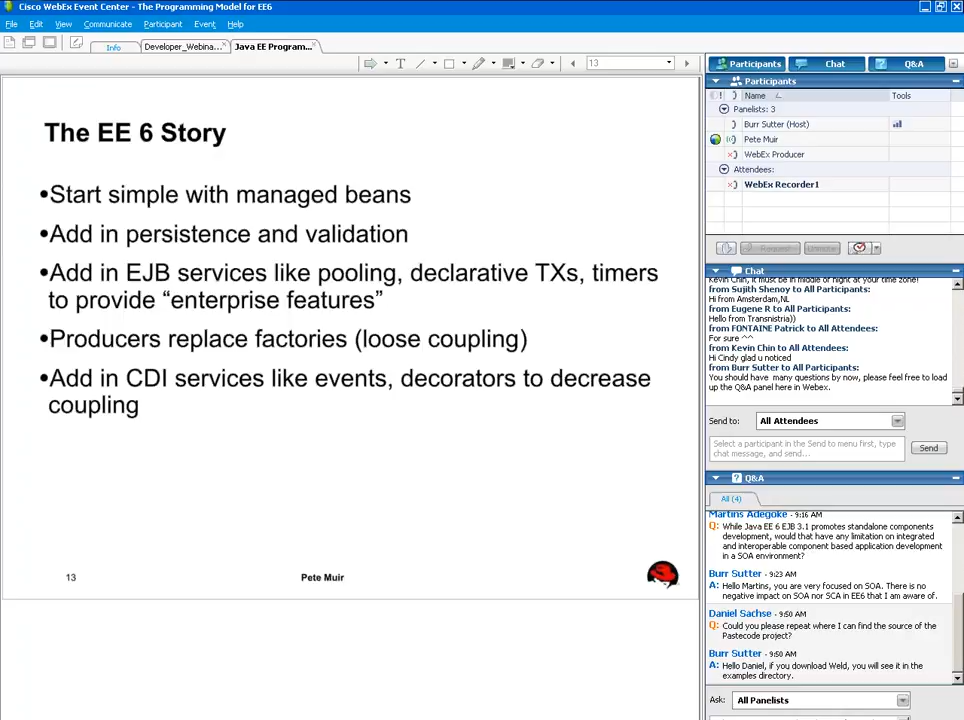 Cisco WebEx Event Center - The Programming Model for EE6
File Edit View Communicate Participant Event Help
Info Developer_Webina... Java EE Program...
13
The EE 6 Story
•Start simple with managed beans
•Add in persistence and validation
•Add in EJB services like pooling, declarative TXs, timers
to provide “enterprise features”
•Producers replace factories (loose coupling)
•Add in CDI services like events, decorators to decrease
coupling
13 Pete Muir
Participants Chat Q&A
Participants
Name Tools
Panelists: 3
Burr Sutter (Host)
Pete Muir
WebEx Producer
Attendees:
WebEx Recorder1
Request Unmute
Chat
Kevin Chin, it must be in middle of night at your time zone!
from Sujith Shenoy to All Participants:
Hi from Amsterdam,NL
from Eugene R to All Participants:
Hello from Transnistria))
from FONTAINE Patrick to All Attendees:
For sure ^^
from Kevin Chin to All Attendees:
Hi Cindy glad u noticed
from Burr Sutter to All Participants:
You should have many questions by now, please feel free to load
up the Q&A panel here in Webex.
Send to: All Attendees
Select a participant in the Send to menu first, type
chat message, and send...
Send
Q&A
All (4)
Martins Adegoke - 9:16 AM
Q: While Java EE 6 EJB 3.1 promotes standalone components
development, would that have any limitation on integrated
and interoperable component based application development
in a SOA environment?
Burr Sutter - 9:23 AM
A: Hello Martins, you are very focused on SOA. There is no
negative impact on SOA nor SCA in EE6 that I am aware of.
Daniel Sachse - 9:50 AM
Q: Could you please repeat where I can find the source of the
Pastecode project?
Burr Sutter - 9:50 AM
A: Hello Daniel, if you download Weld, you will see it in the
examples directory.
Ask: All Panelists